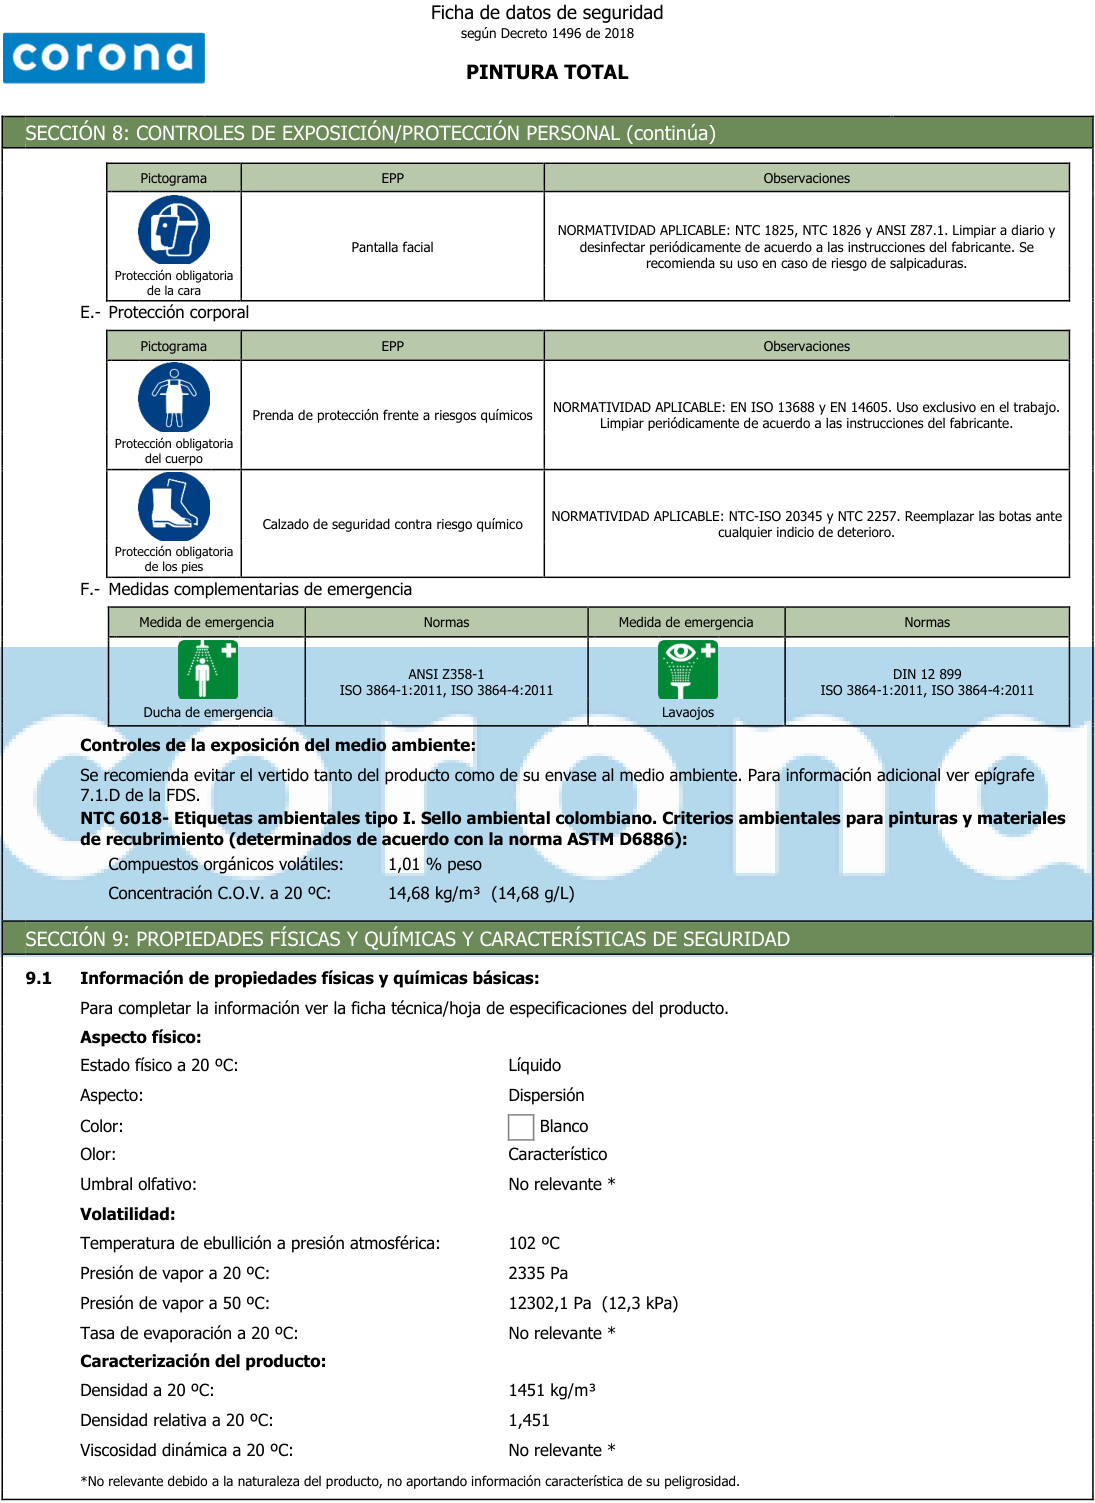 Ficha de datos de seguridad
según Decreto 1496 de 2018
corona
PINTURA TOTAL
SECCIÓN 8: CONTROLES DE EXPOSICIÓN/PROTECCIÓN PERSONAL (continúa)
Pictograma EPP Observaciones
Protección obligatoria
de la cara
Pantalla facial
NORMATIVIDAD APLICABLE: NTC 1825, NTC 1826 y ANSI Z87.1. Limpiar a diario y
desinfectar periódicamente de acuerdo a las instrucciones del fabricante. Se
recomienda su uso en caso de riesgo de salpicaduras.
E.- Protección corporal
Pictograma EPP Observaciones
Protección obligatoria
del cuerpo
Prenda de protección frente a riesgos químicos
NORMATIVIDAD APLICABLE: EN ISO 13688 y EN 14605. Uso exclusivo en el trabajo.
Limpiar periódicamente de acuerdo a las instrucciones del fabricante.
Protección obligatoria
de los pies
Calzado de seguridad contra riesgo químico
NORMATIVIDAD APLICABLE: NTC-ISO 20345 y NTC 2257. Reemplazar las botas ante
cualquier indicio de deterioro.
F.- Medidas complementarias de emergencia
Medida de emergencia Normas Medida de emergencia Normas
Ducha de emergencia
ANSI Z358-1
ISO 3864-1:2011, ISO 3864-4:2011
Lavaojos
DIN 12 899
ISO 3864-1:2011, ISO 3864-4:2011
corona
Controles de la exposición del medio ambiente:
Se recomienda evitar el vertido tanto del producto como de su envase al medio ambiente. Para información adicional ver epígrafe
7.1.D de la FDS.
NTC 6018- Etiquetas ambientales tipo I. Sello ambiental colombiano. Criterios ambientales para pinturas y materiales
de recubrimiento (determinados de acuerdo con la norma ASTM D6886):
Compuestos orgánicos volátiles: 1,01 % peso
Concentración C.O.V. a 20 ºC: 14,68 kg/m³ (14,68 g/L)
SECCIÓN 9: PROPIEDADES FÍSICAS Y QUÍMICAS Y CARACTERÍSTICAS DE SEGURIDAD
9.1 Información de propiedades físicas y químicas básicas:
Para completar la información ver la ficha técnica/hoja de especificaciones del producto.
Aspecto físico:
Estado físico a 20 ºC: Líquido
Aspecto: Dispersión
Color: Blanco
Olor: Característico
Umbral olfativo: No relevante *
Volatilidad:
Temperatura de ebullición a presión atmosférica: 102 ºC
Presión de vapor a 20 ºC: 2335 Pa
Presión de vapor a 50 ºC: 12302,1 Pa (12,3 kPa)
Tasa de evaporación a 20 ºC: No relevante *
Caracterización del producto:
Densidad a 20 ºC: 1451 kg/m³
Densidad relativa a 20 ºC: 1,451
Viscosidad dinámica a 20 ºC: No relevante *
*No relevante debido a la naturaleza del producto, no aportando información característica de su peligrosidad.